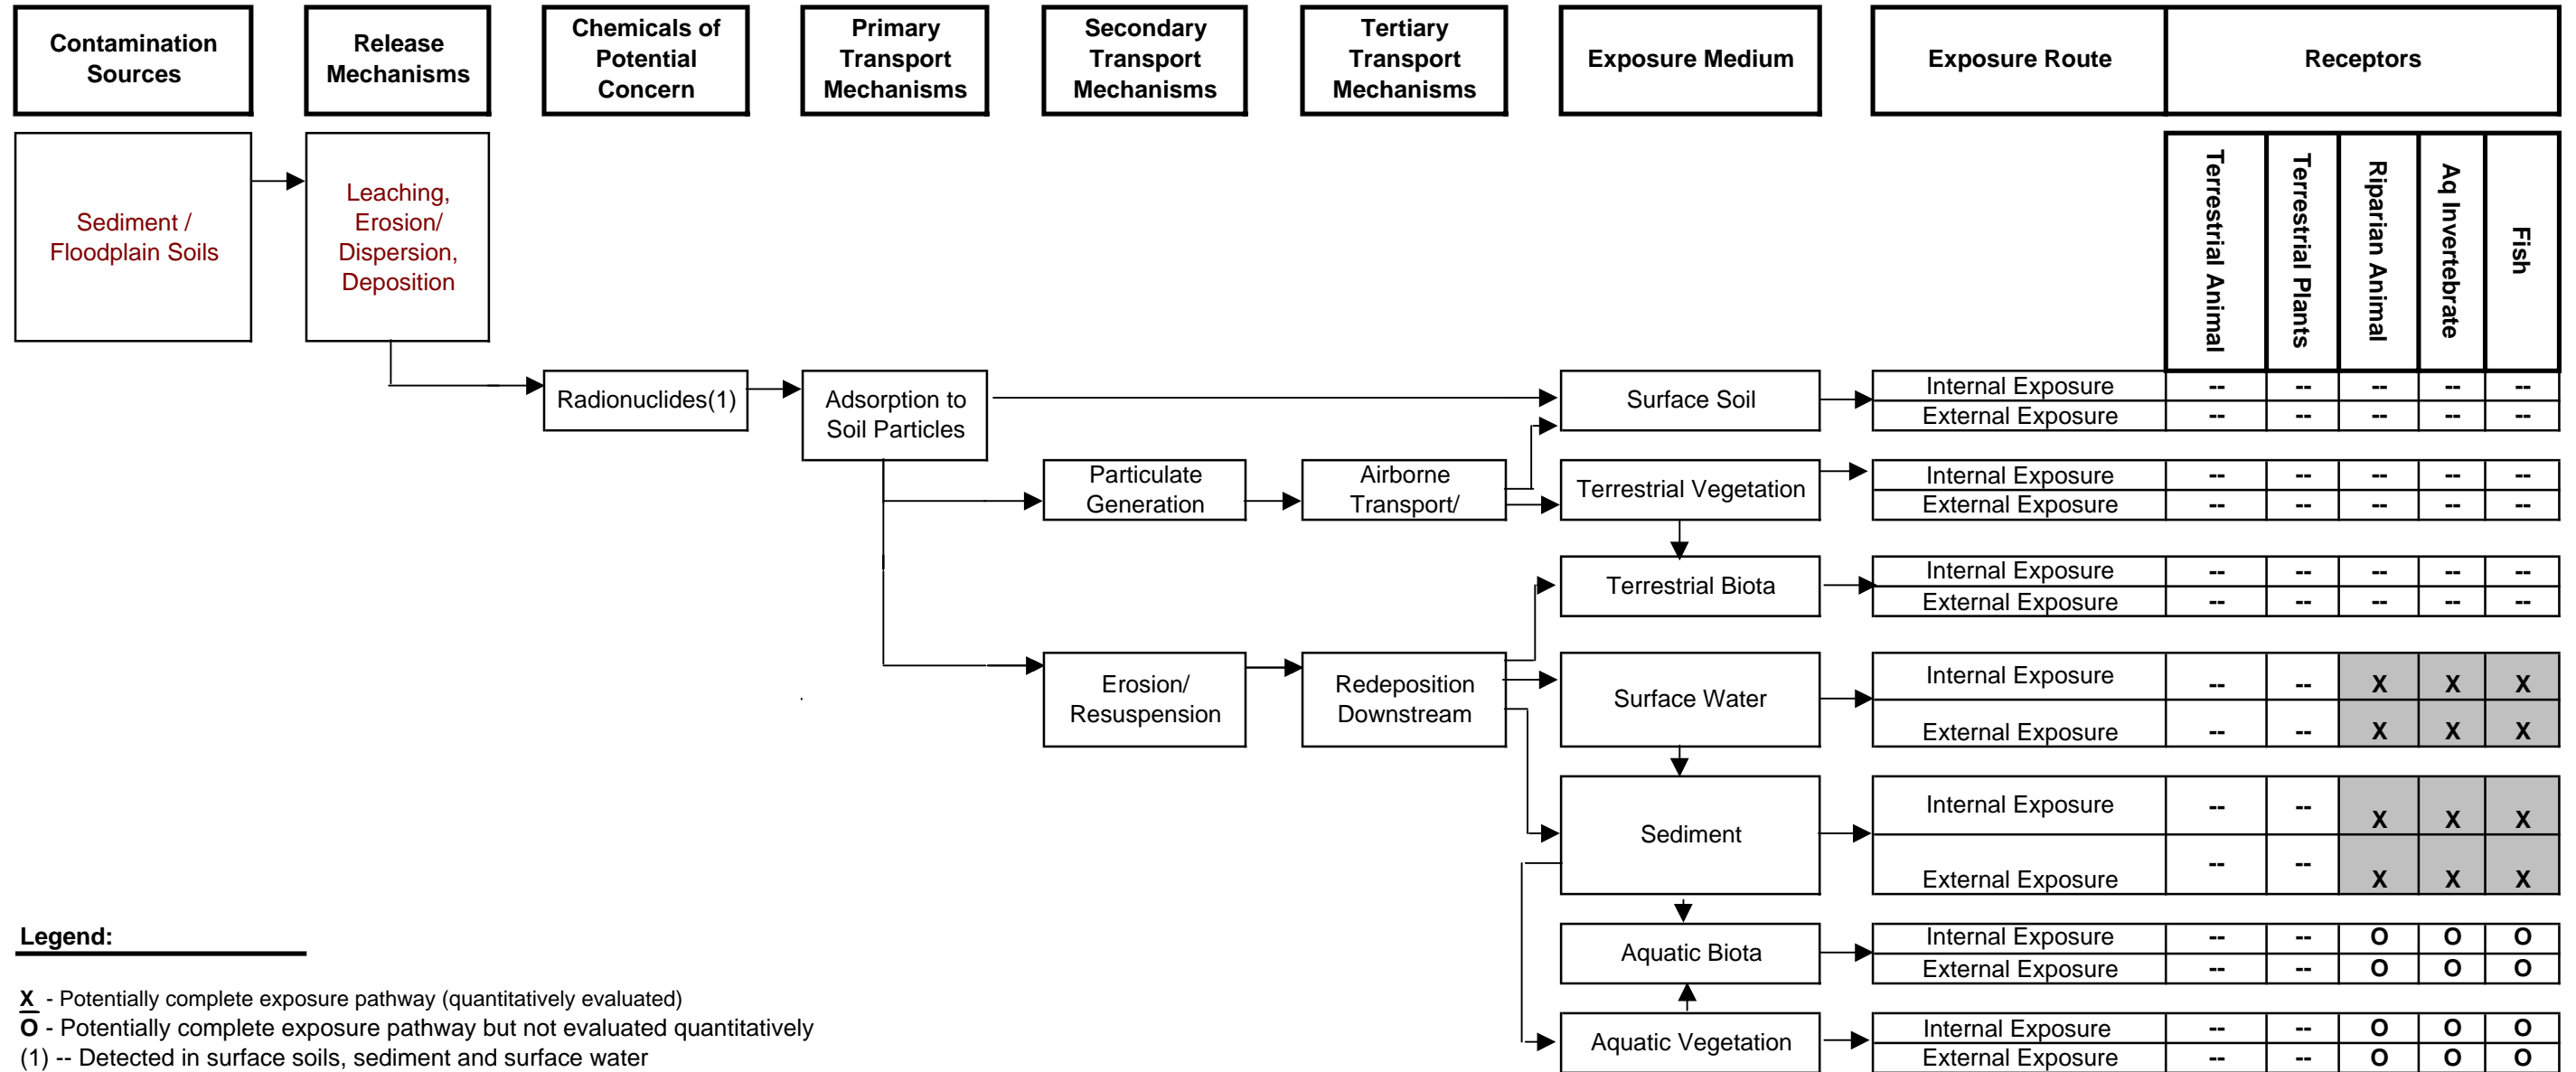 Contamination
Sources
Release
Mechanisms
Chemicals of
Potential
Concern
Primary
Transport
Mechanisms
Secondary
Transport
Mechanisms
Tertiary
Transport
Mechanisms
Exposure Medium
Exposure Route
Receptors
Sediment /
Floodplain Soils
Leaching,
Erosion/
Dispersion,
Deposition
Terrestrial Animal
Terrestrial Plants
Riparian Animal
Aq Invertebrate
Fish
Radionuclides(1)
Adsorption to
Soil Particles
Surface Soil
Internal Exposure -- -- -- -- --
External Exposure -- -- -- -- --
Particulate
Generation
Airborne
Transport/
Terrestrial Vegetation
Internal Exposure -- -- -- -- --
External Exposure -- -- -- -- --
Terrestrial Biota
Internal Exposure -- -- -- -- --
External Exposure -- -- -- -- --
Erosion/
Resuspension
Redeposition
Downstream
Surface Water
Internal Exposure -- -- X X X
External Exposure -- -- X X X
Sediment
Internal Exposure -- -- X X X
External Exposure -- -- X X X
Aquatic Biota
Internal Exposure -- -- O O O
External Exposure -- -- O O O
Aquatic Vegetation
Internal Exposure -- -- O O O
External Exposure -- -- O O O
Legend:
X - Potentially complete exposure pathway (quantitatively evaluated)
O - Potentially complete exposure pathway but not evaluated quantitatively
(1) -- Detected in surface soils, sediment and surface water